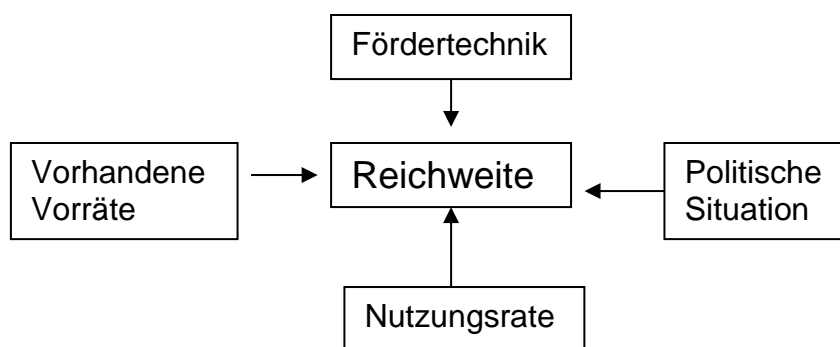 Fördertechnik
Vorhandene
Vorräte
Reichweite
Politische
Situation
Nutzungsrate